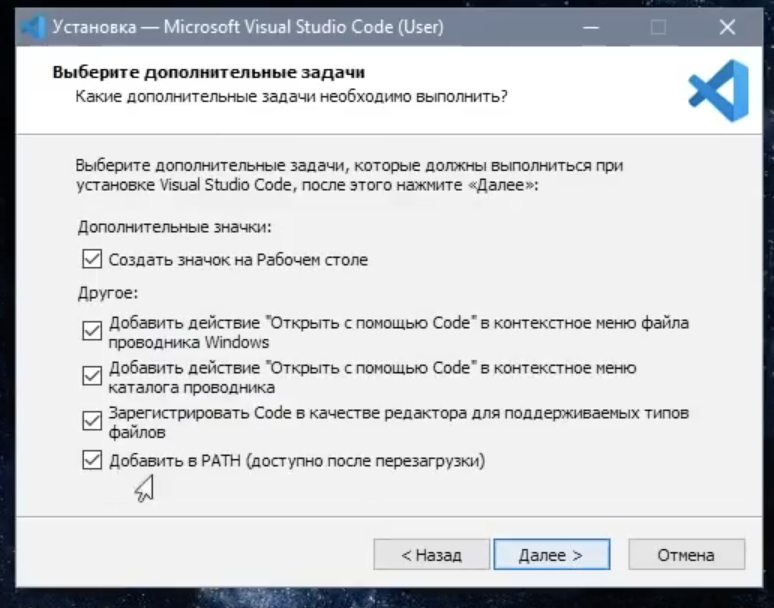 Установка — Microsoft Visual Studio Code (User)
Выберите дополнительные задачи
Какие дополнительные задачи необходимо выполнить?
Выберите дополнительные задачи, которые должны выполниться при
установке Visual Studio Code, после этого нажмите «Далее»:
Дополнительные значки:
Создать значок на Рабочем столе
Другое:
Добавить действие "Открыть с помощью Code" в контекстное меню файла
проводника Windows
Добавить действие "Открыть с помощью Code" в контекстное меню
каталога проводника
Зарегистрировать Code в качестве редактора для поддерживаемых типов
файлов
Добавить в PATH (доступно после перезагрузки)
< Назад
Далее >
Отмена